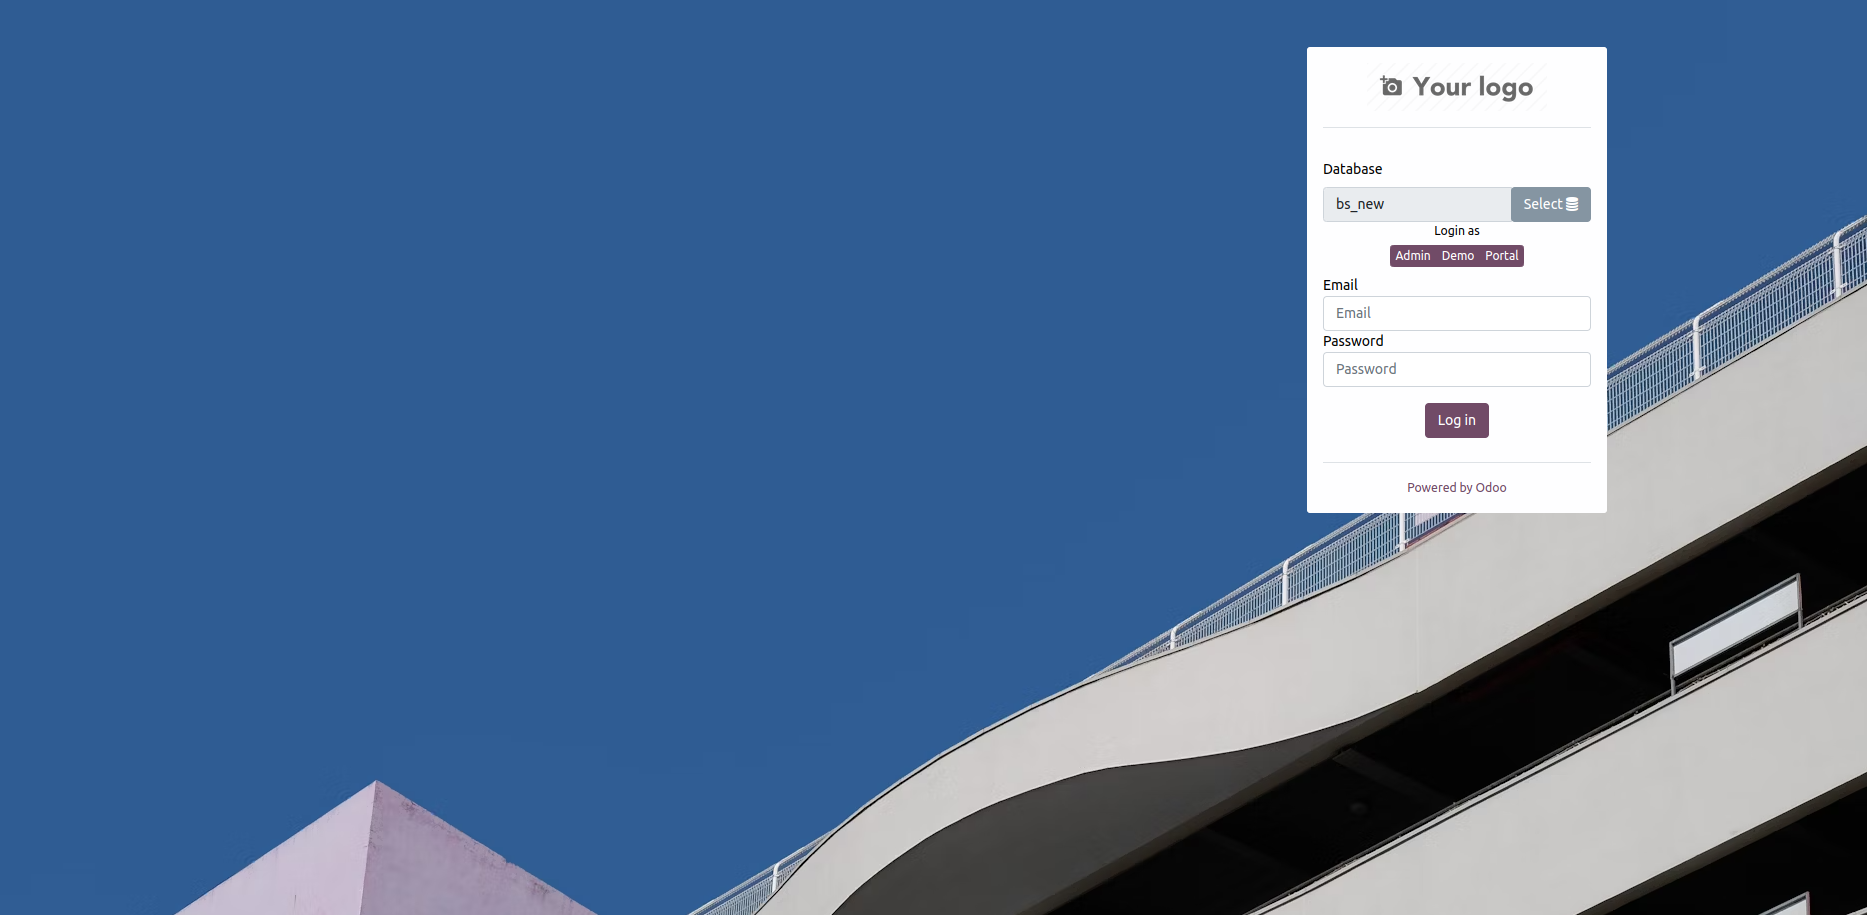 Your logo
Database
bs_new Select
Login as
Admin Demo Portal
Email
Email
Password
Password
Log in
Powered by Odoo